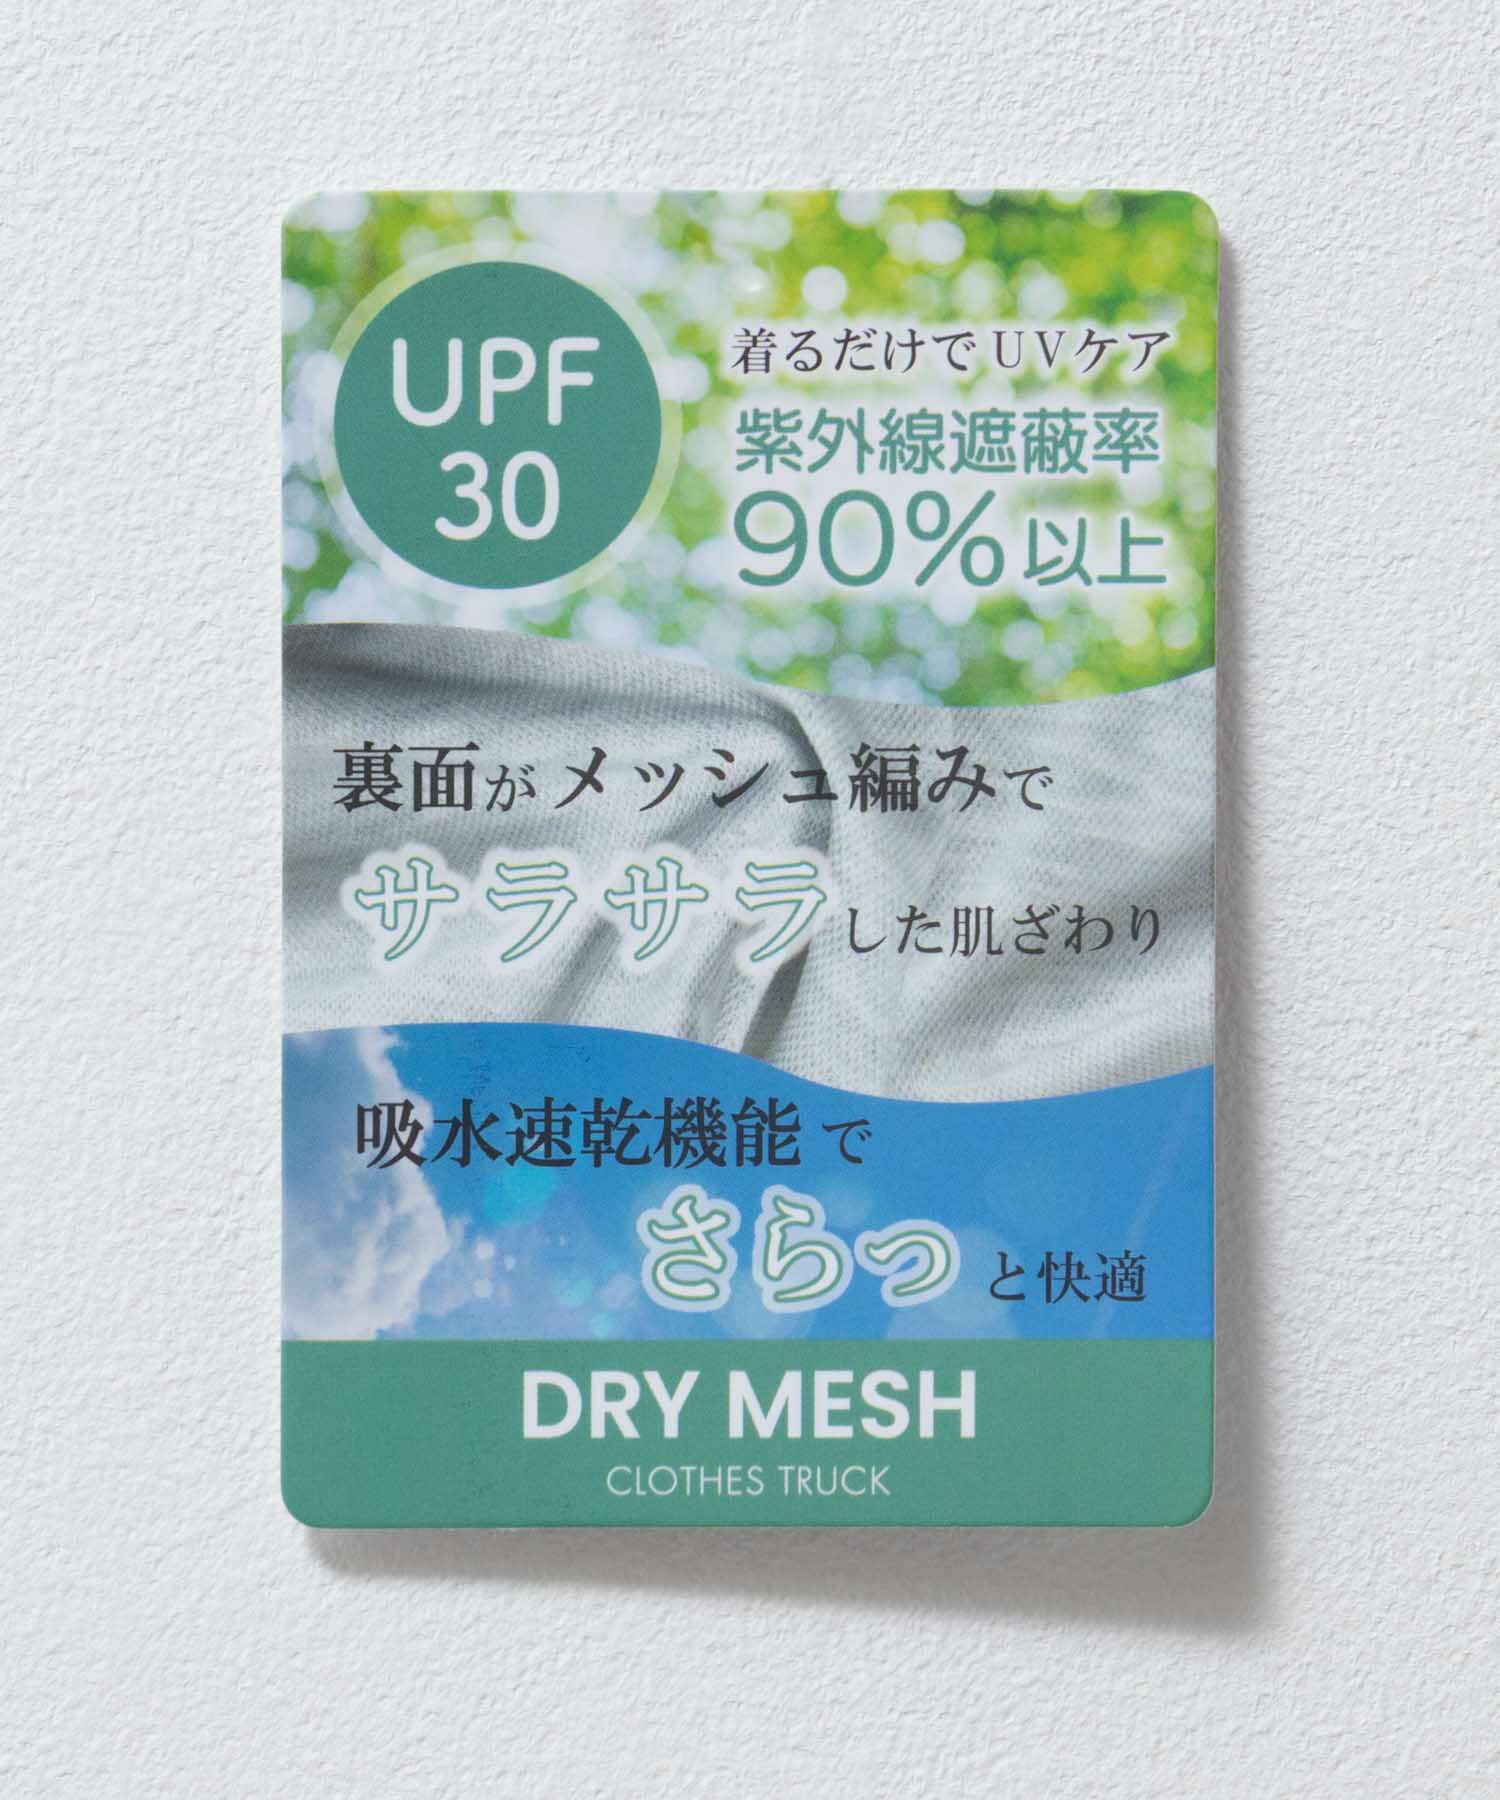 UPF
30
着るだけでUVケア
紫外線遮蔽率
90%以上
裏面がメッシュ編みで
サラサラした肌ざわり
吸水速乾機能で
さらっと快適
DRY MESH
CLOTHES TRUCK